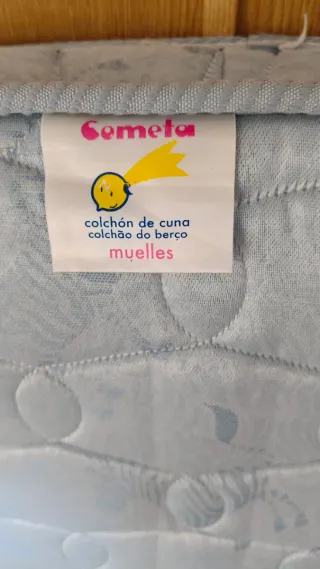 Cometa
colchón de cuna
colchão do berço
muelles